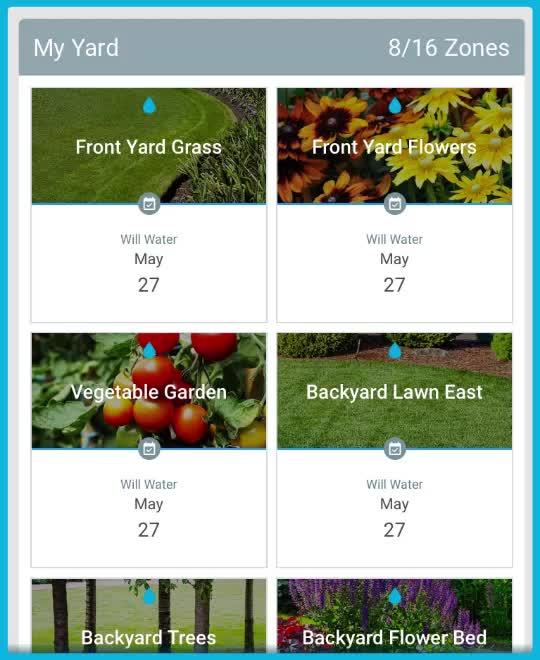 My Yard
8/16 Zones
Front Yard Grass
Front Yard Flowers
Will Water
May
27
Will Water
May
27
Vegetable Garden
Backyard Lawn East
Will Water
May
27
Will Water
May
27
Backyard Trees
Backyard Flower Bed